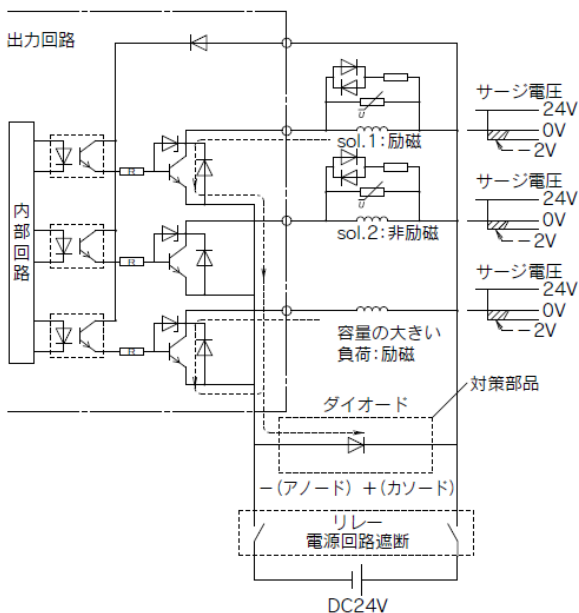 出力回路
内部回路
R
R
R
サージ電圧
24V
0V
-2V
u
sol.1:励磁
サージ電圧
24V
0V
-2V
u
sol.2:非励磁
サージ電圧
24V
0V
-2V
容量の大きい
負荷:励磁
対策部品
ダイオード
-(アノード) +(カソード)
リレー
電源回路遮断
DC24V